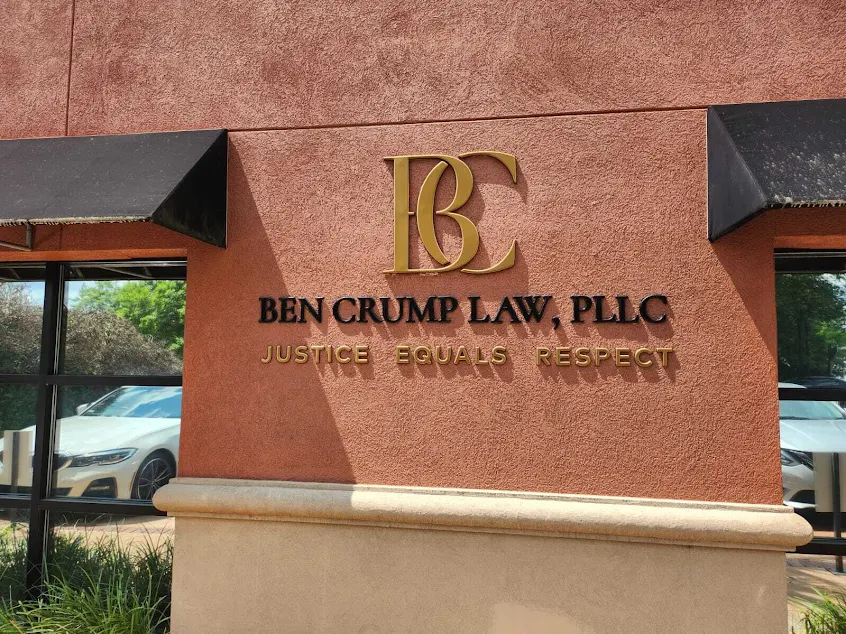 BC
BEN CRUMP LAW, PLLC
JUSTICE EQUALS RESPECT